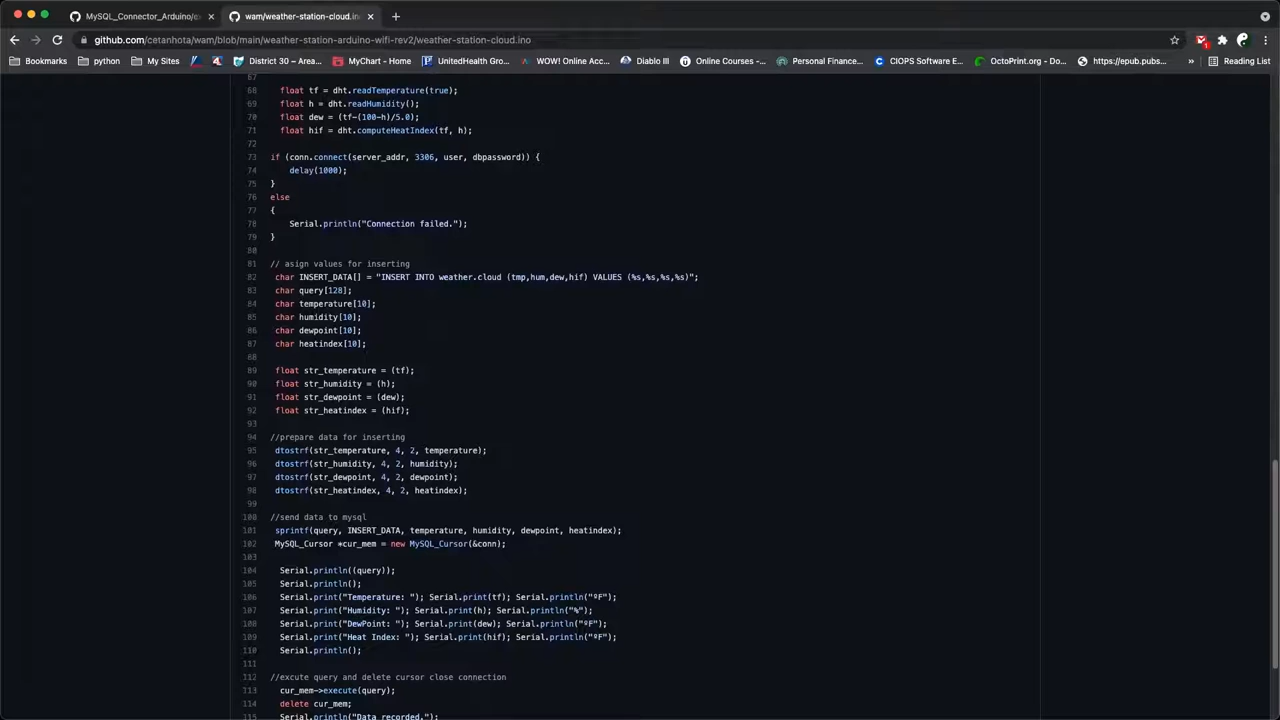 MySQL_Connector_Arduino/e
wam/weather-station-cloud.ino
github.com/cetanhota/wam/blob/main/weather-station-arduino-wifi-rev2/weather-station-cloud.ino
Bookmarks python My Sites District 30 – Area... MyChart - Home UnitedHealth Gro... WOW! Online Acc... Diablo III Online Courses –... Personal Finance... CIOPS Software E... OctoPrint.org - Do... https://epub.pubs... » Reading List
67
68 float tf = dht.readTemperature(true);
69 float h = dht.readHumidity();
70 float dew = (tf-(100-h)/5.0);
71 float hif = dht.computeHeatIndex(tf, h);
72
73 if (conn.connect(server_addr, 3306, user, dbpassword)) {
74 delay(1000);
75 }
76 else
77 {
78 Serial.println("Connection failed.");
79 }
80
81 // asign values for inserting
82 char INSERT_DATA[] = "INSERT INTO weather.cloud (tmp,hum,dew,hif) VALUES (%s,%s,%s,%s)";
83 char query[128];
84 char temperature[10];
85 char humidity[10];
86 char dewpoint[10];
87 char heatindex[10];
88
89 float str_temperature = (tf);
90 float str_humidity = (h);
91 float str_dewpoint = (dew);
92 float str_heatindex = (hif);
93
94 //prepare data for inserting
95 dtostrf(str_temperature, 4, 2, temperature);
96 dtostrf(str_humidity, 4, 2, humidity);
97 dtostrf(str_dewpoint, 4, 2, dewpoint);
98 dtostrf(str_heatindex, 4, 2, heatindex);
99
100 //send data to mysql
101 sprintf(query, INSERT_DATA, temperature, humidity, dewpoint, heatindex);
102 MySQL_Cursor *cur_mem = new MySQL_Cursor(&conn);
103
104 Serial.println((query));
105 Serial.println();
106 Serial.print("Temperature: "); Serial.print(tf); Serial.println("ºF");
107 Serial.print("Humidity: "); Serial.print(h); Serial.println("%");
108 Serial.print("DewPoint: "); Serial.print(dew); Serial.println("ºF");
109 Serial.print("Heat Index: "); Serial.print(hif); Serial.println("ºF");
110 Serial.println();
111
112 //excute query and delete cursor close connection
113 cur_mem->execute(query);
114 delete cur_mem;
115 Serial.println("Data recorded.");